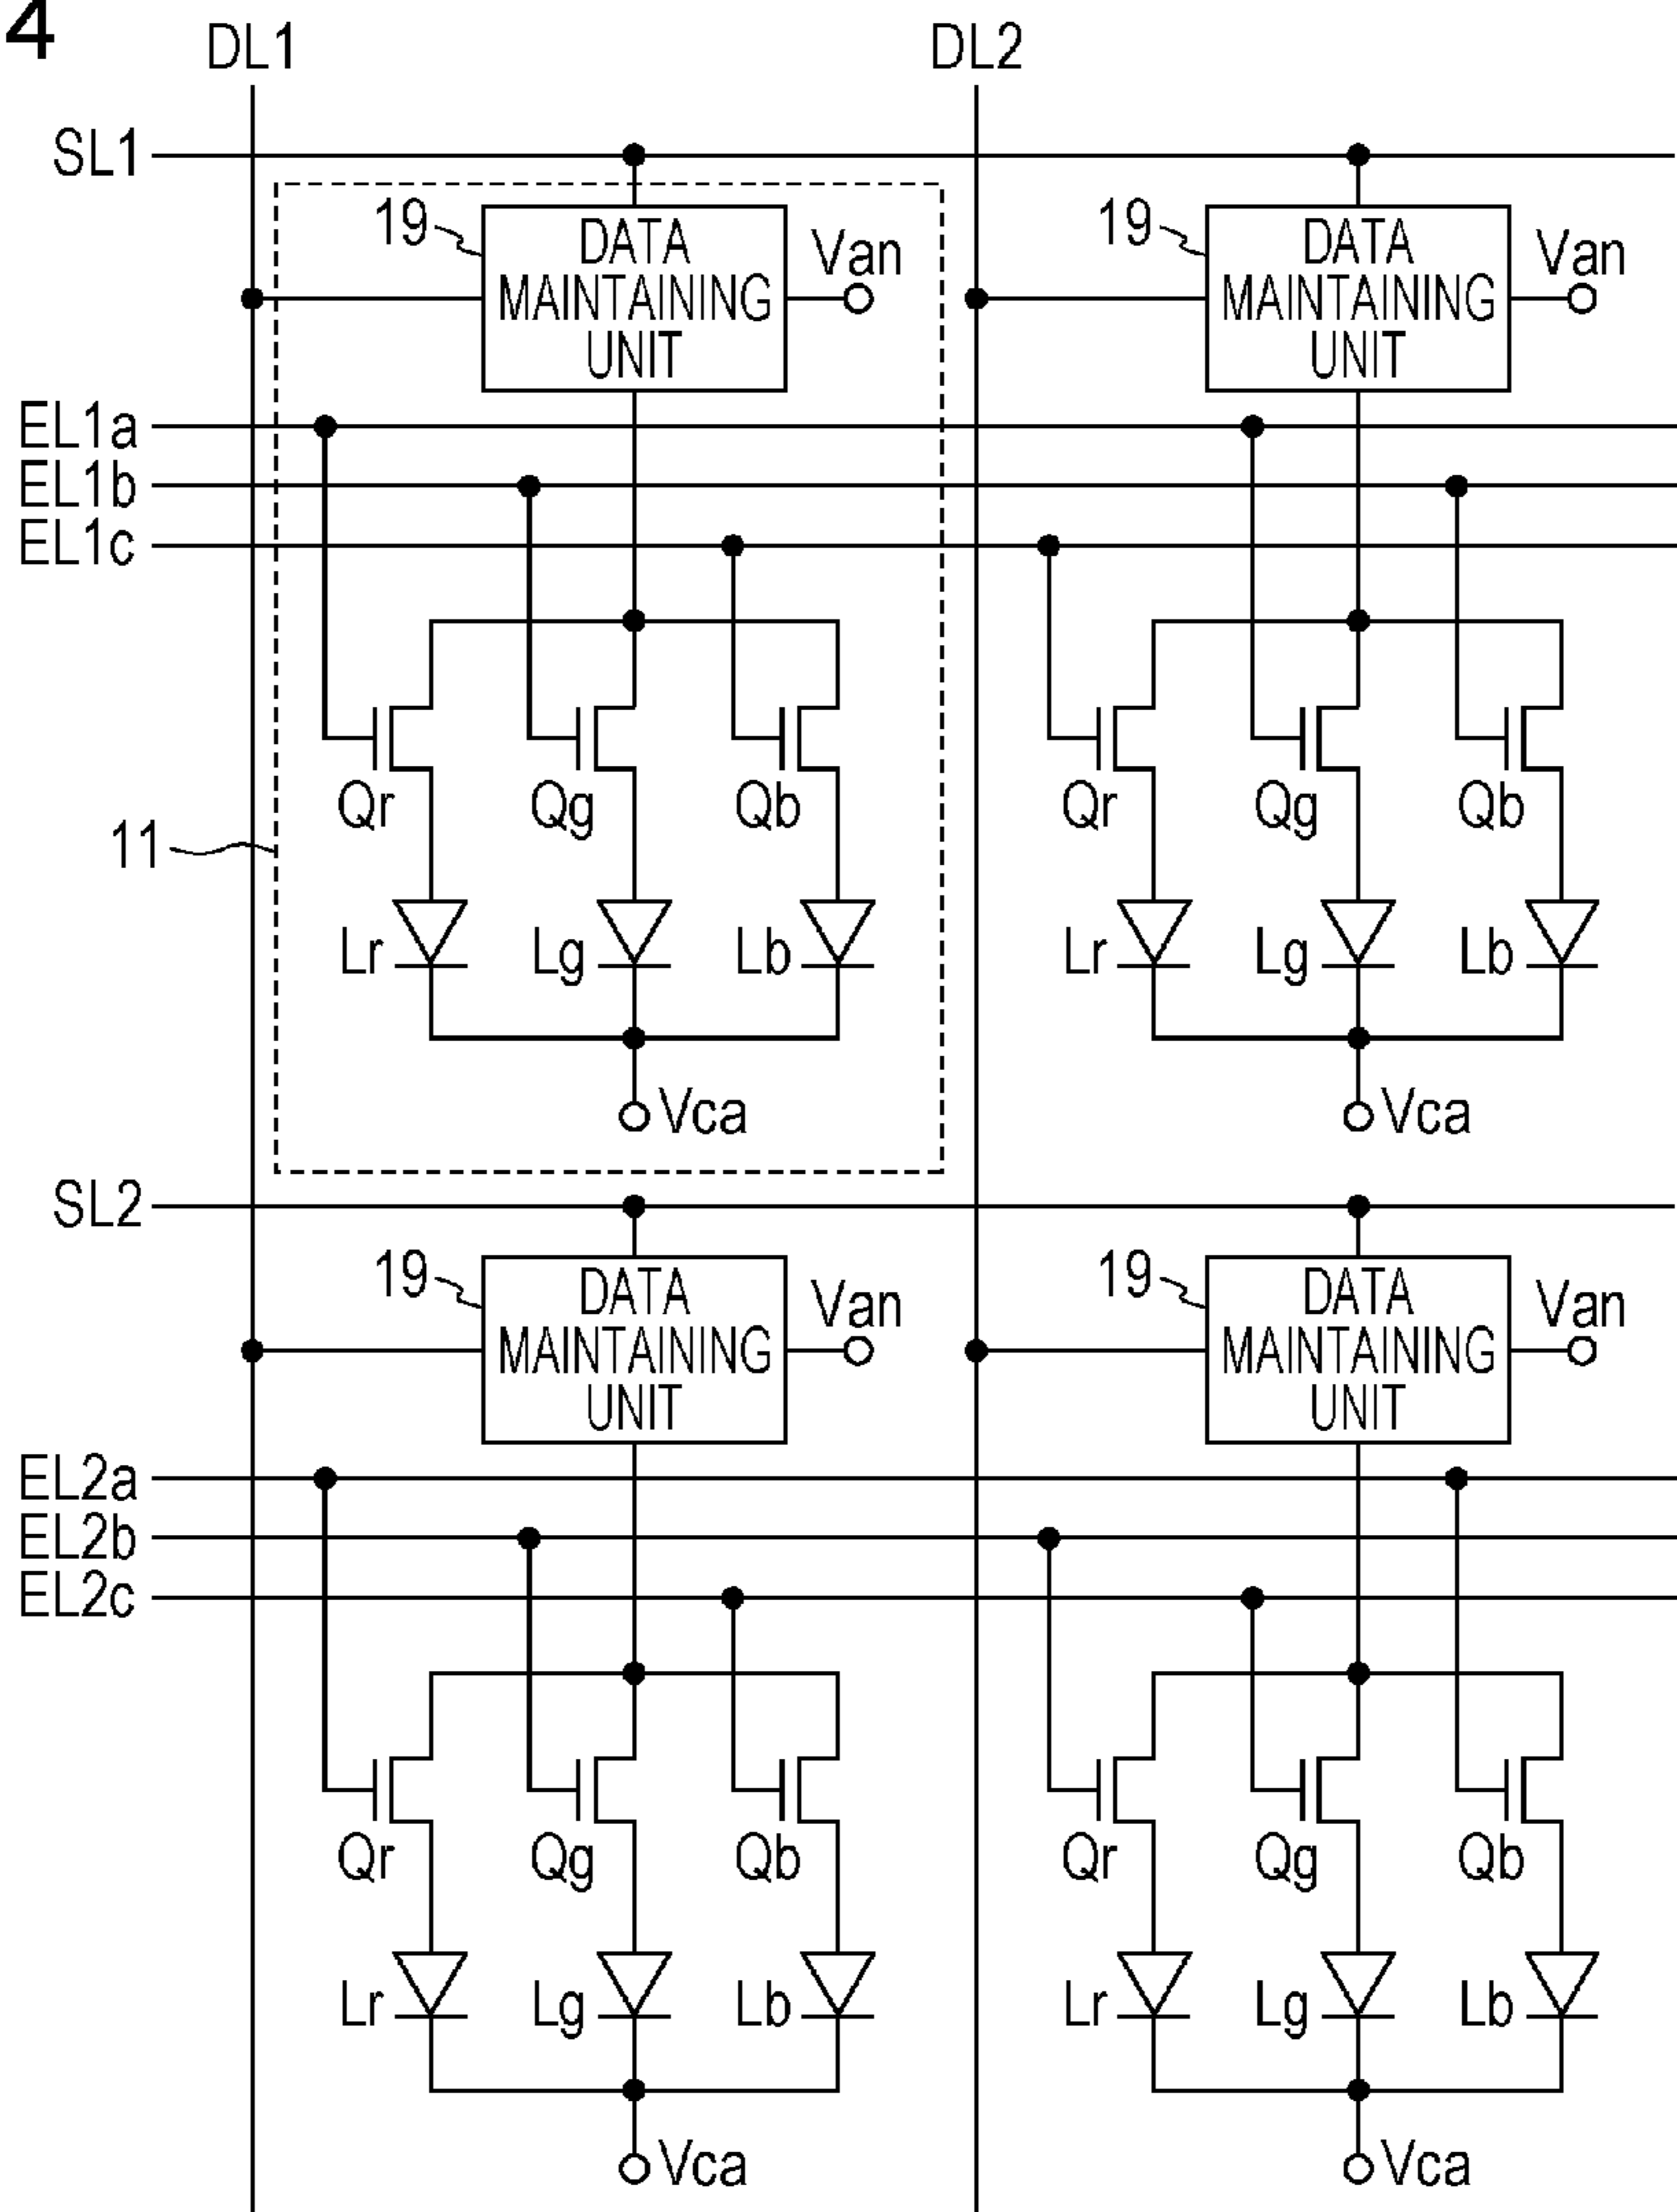 4
DL1 DL2
SL1
19 DATA MAINTAINING UNIT Van 19 DATA MAINTAINING UNIT Van
EL1a
EL1b
EL1c
Qr Qg Qb Qr Qg Qb
11
Lr Lg Lb Lr Lg Lb
Vca Vca
SL2
19 DATA MAINTAINING UNIT Van 19 DATA MAINTAINING UNIT Van
EL2a
EL2b
EL2c
Qr Qg Qb Qr Qg Qb
Lr Lg Lb Lr Lg Lb
Vca Vca